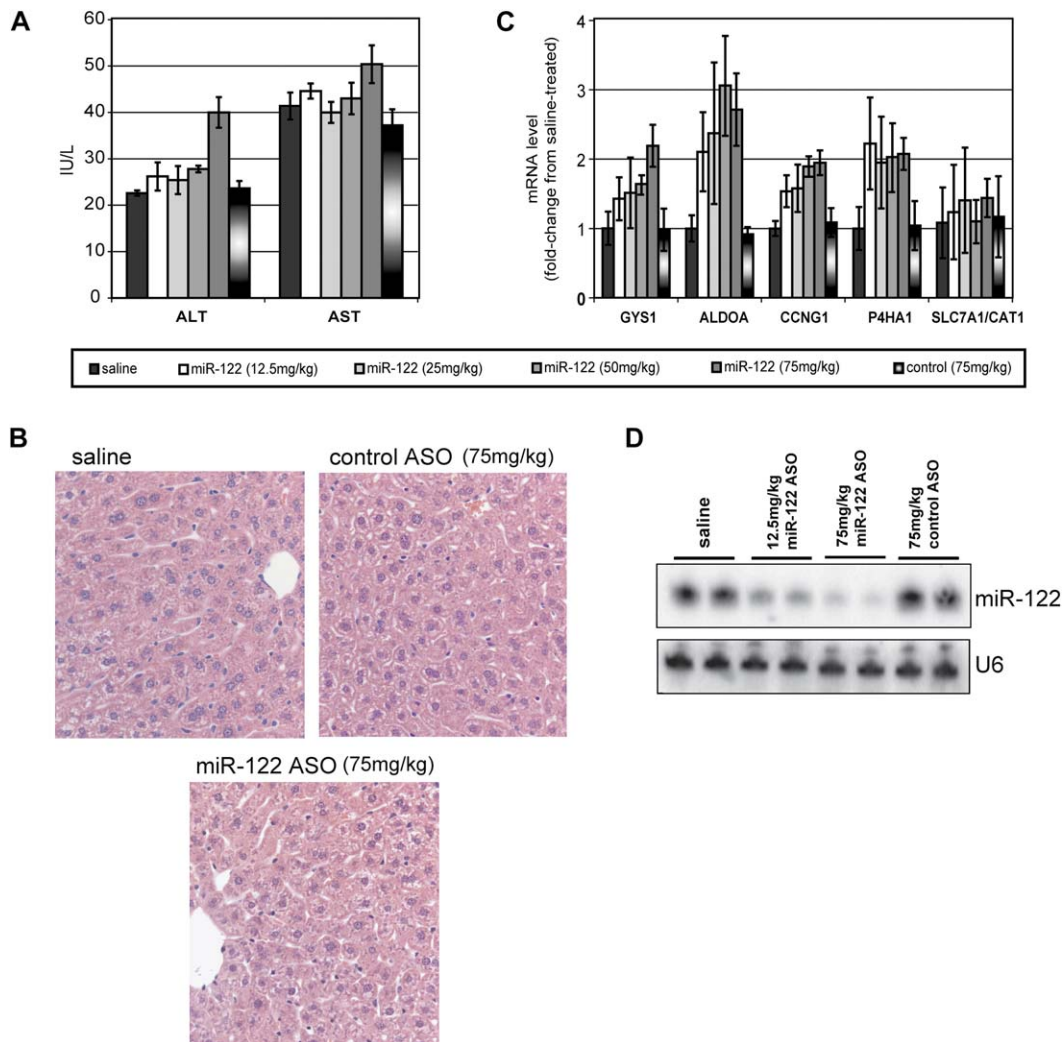 A
60
50
40
30
20
10
0
IU/L
ALT AST
C
4
3
2
1
0
mRNA level
(fold-change from saline-treated)
GYS1 ALDOA CCNG1 P4HA1 SLC7A1/CAT1
saline miR-122 (12.5mg/kg) miR-122 (25mg/kg) miR-122 (50mg/kg) miR-122 (75mg/kg) control (75mg/kg)
B
saline
control ASO (75mg/kg)
miR-122 ASO (75mg/kg)
D
saline
12.5mg/kg
miR-122 ASO
75mg/kg
miR-122 ASO
75mg/kg
control ASO
miR-122
U6